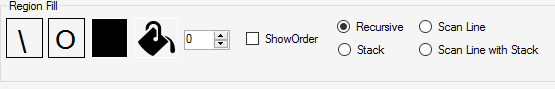 Region Fill
\ O 0 ShowOrder Recursive Scan Line
Stack Scan Line with Stack